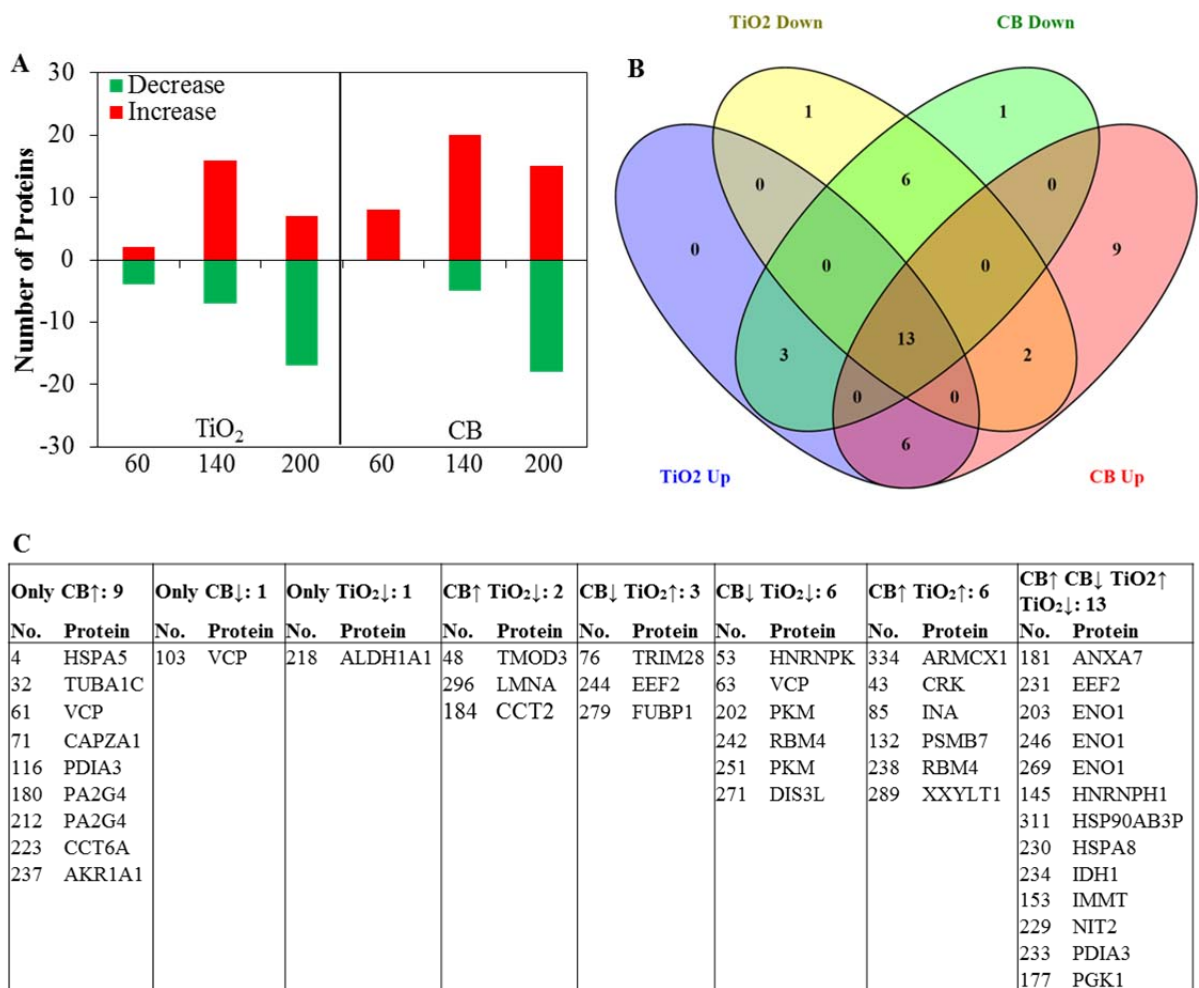 A
30
20
10
0
-10
-20
-30
Number of Proteins
Decrease
Increase
TiO2 CB
60 140 200 60 140 200
B
TiO2 Down CB Down
1 1
0 6 0
0 9
0 0
13
3 2
0 0
6
TiO2 Up CB Up
C
Only CB↑: 9 Only CB↓: 1 Only TiO2↓: 1 CB↑ TiO2↓: 2 CB↓ TiO2↑: 3 CB↓ TiO2↓: 6 CB↑ TiO2↑: 6 CB↑ CB↓ TiO2↑
TiO2↓: 13
No. Protein No. Protein No. Protein No. Protein No. Protein No. Protein No. Protein No. Protein
4 HSPA5 103 VCP 218 ALDH1A1 48 TMOD3 76 TRIM28 53 HNRNPK 334 ARMCX1 181 ANXA7
32 TUBA1C 296 LMNA 244 EEF2 63 VCP 43 CRK 231 EEF2
61 VCP 184 CCT2 279 FUBP1 202 PKM 85 INA 203 ENO1
71 CAPZA1 242 RBM4 132 PSMB7 246 ENO1
116 PDIA3 251 PKM 238 RBM4 269 ENO1
180 PA2G4 271 DIS3L 289 XXYLT1 145 HNRNPH1
212 PA2G4 311 HSP90AB3P
223 CCT6A 230 HSPA8
237 AKR1A1 234 IDH1
153 IMMT
229 NIT2
233 PDIA3
177 PGK1